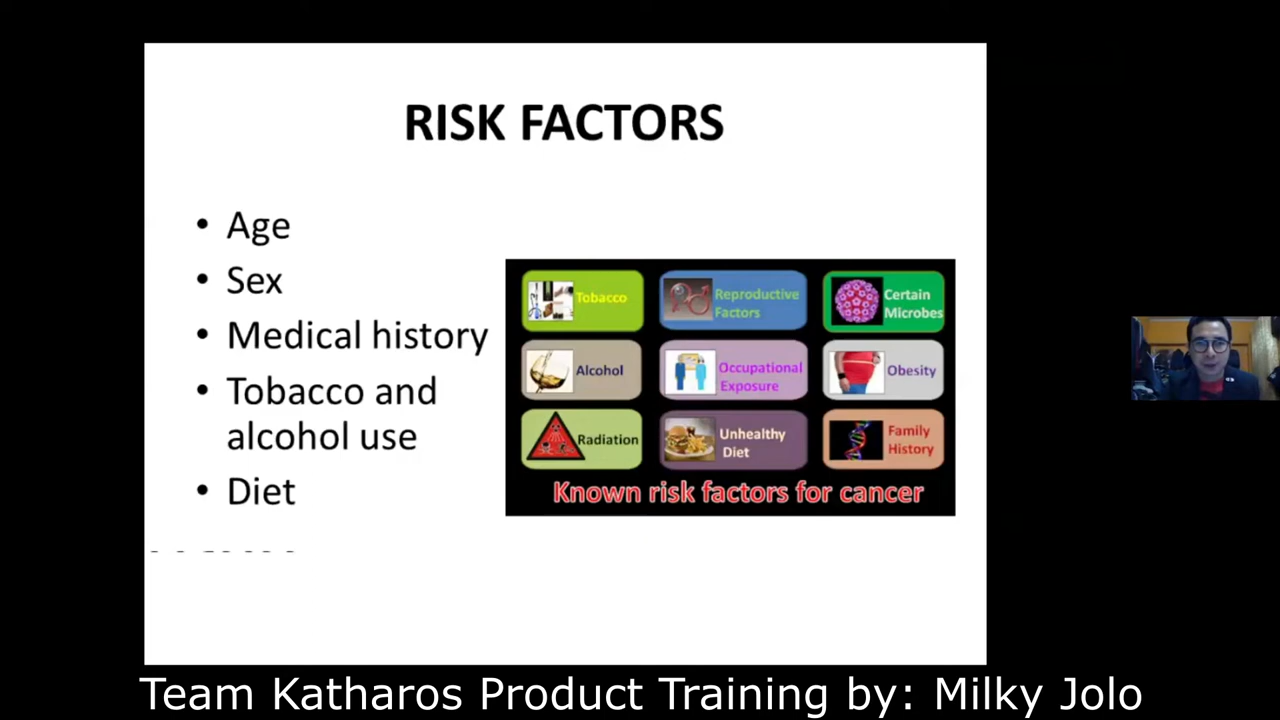 RISK FACTORS
• Age
• Sex
• Medical history
• Tobacco and
alcohol use
• Diet
Tobacco
Reproductive
Factors
Certain
Microbes
Alcohol
Occupational
Exposure
Obesity
Radiation
Unhealthy
Diet
Family
History
Known risk factors for cancer
Team Katharos Product Training by: Milky Jolo